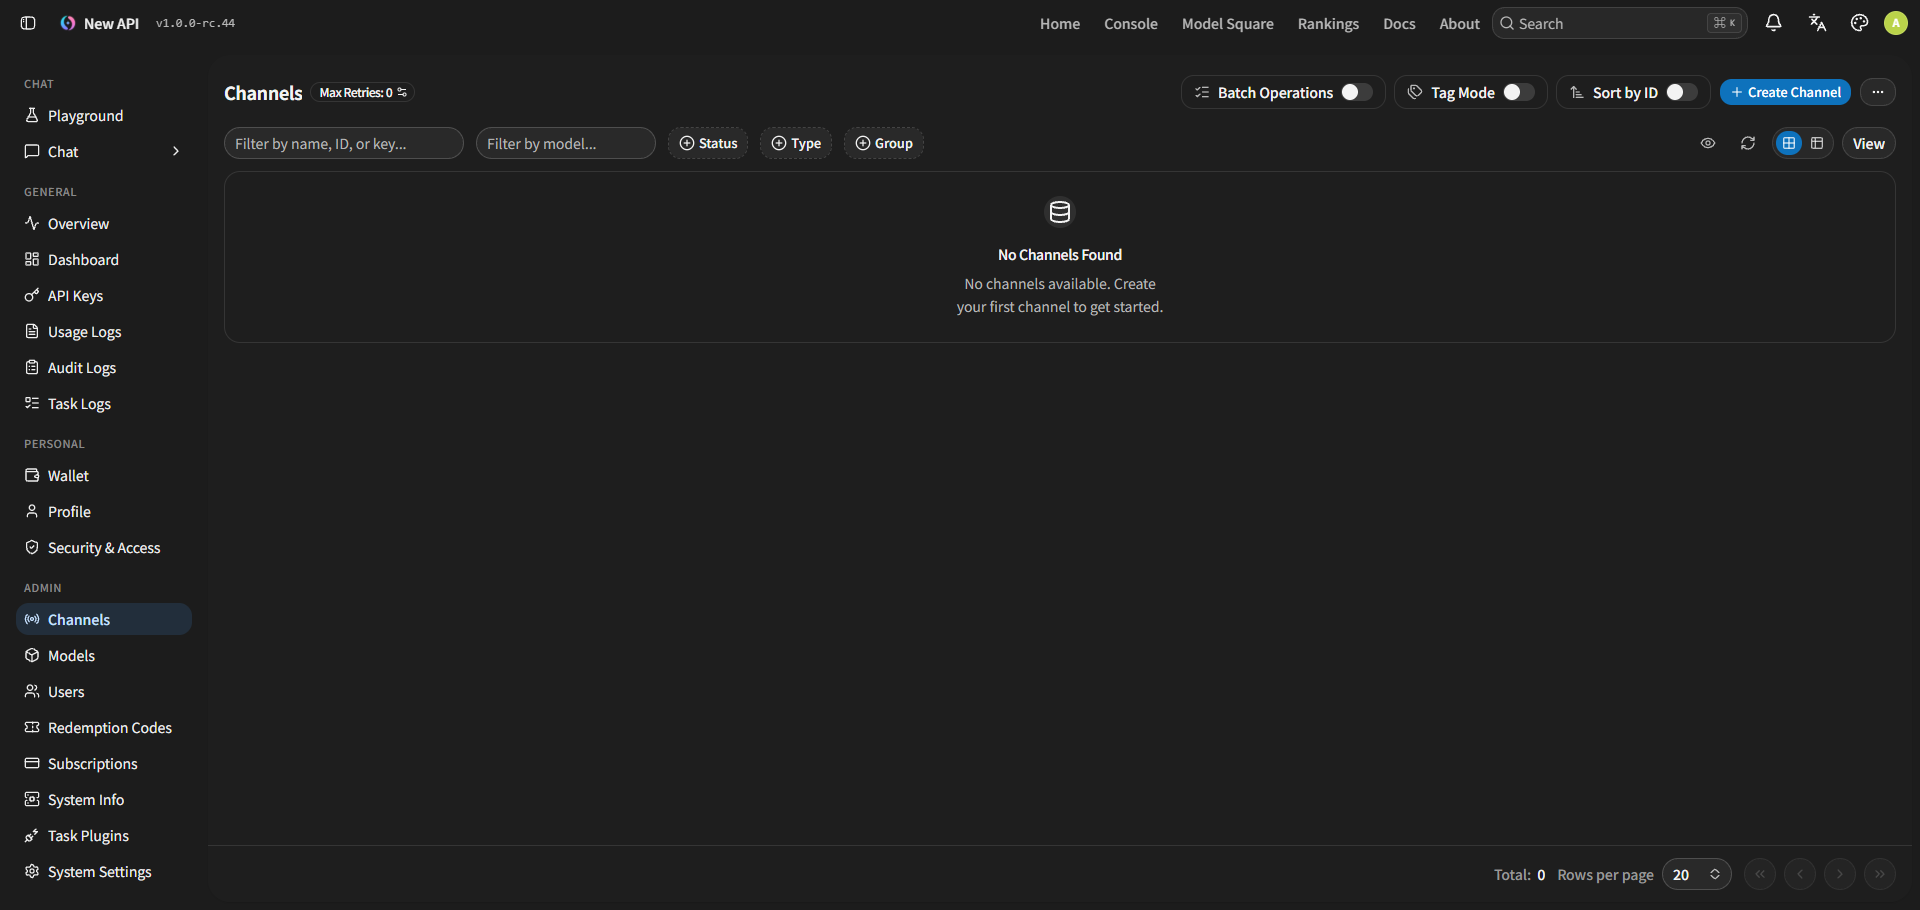 New API v1.0.0-rc.44
Home Console Model Square Rankings Docs About Search ⌘ K A
CHAT
Playground
Chat
GENERAL
Overview
Dashboard
API Keys
Usage Logs
Audit Logs
Task Logs
PERSONAL
Wallet
Profile
Security & Access
ADMIN
Channels
Models
Users
Redemption Codes
Subscriptions
System Info
Task Plugins
System Settings
Channels Max Retries: 0
Batch Operations Tag Mode Sort by ID + Create Channel ...
Filter by name, ID, or key... Filter by model... Status Type Group View
No Channels Found
No channels available. Create
your first channel to get started.
Total: 0 Rows per page 20